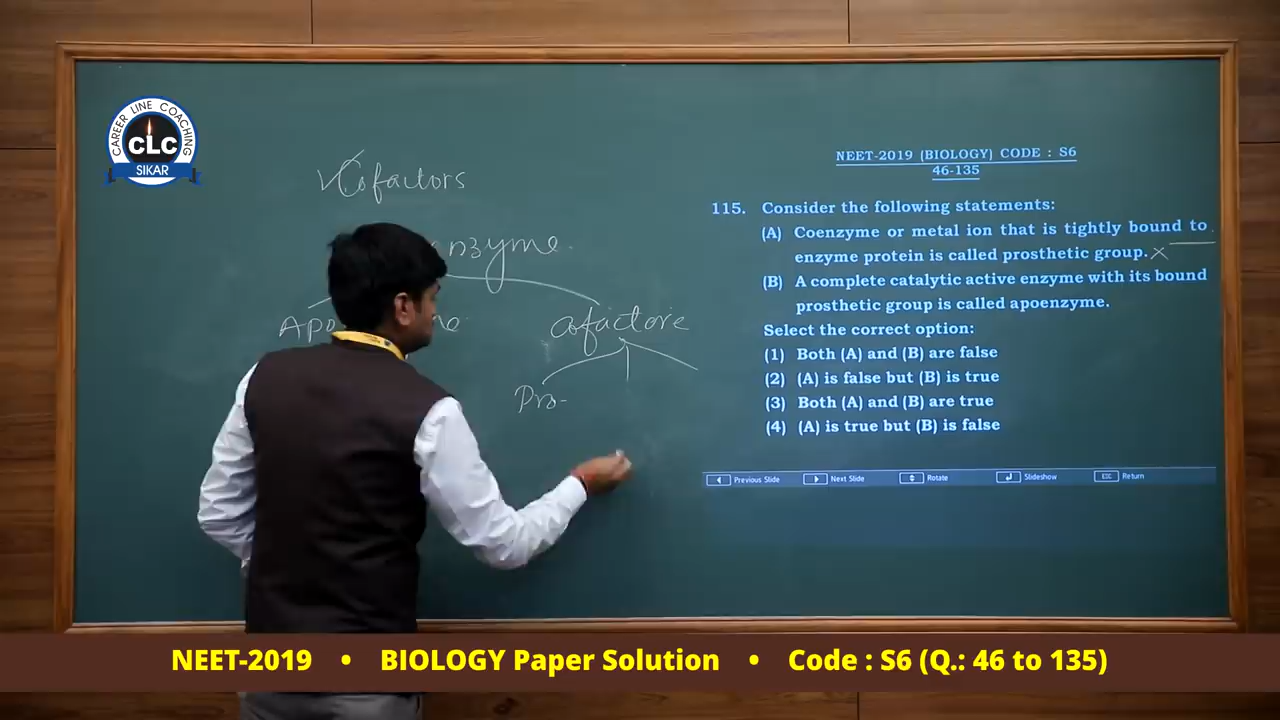 CAREER LINE COACHING
CLC
SIKAR
Cofactors
nzyme.
Apo
me
Cofactore
Pro-
NEET-2019 (BIOLOGY) CODE : S6
46-135
115. Consider the following statements:
(A) Coenzyme or metal ion that is tightly bound to
enzyme protein is called prosthetic group. ×
(B) A complete catalytic active enzyme with its bound
prosthetic group is called apoenzyme.
Select the correct option:
(1) Both (A) and (B) are false
(2) (A) is false but (B) is true
(3) Both (A) and (B) are true
(4) (A) is true but (B) is false
Previous Slide Next Slide Rotate Slideshow ESC Return
NEET-2019 • BIOLOGY Paper Solution • Code : S6 (Q.: 46 to 135)